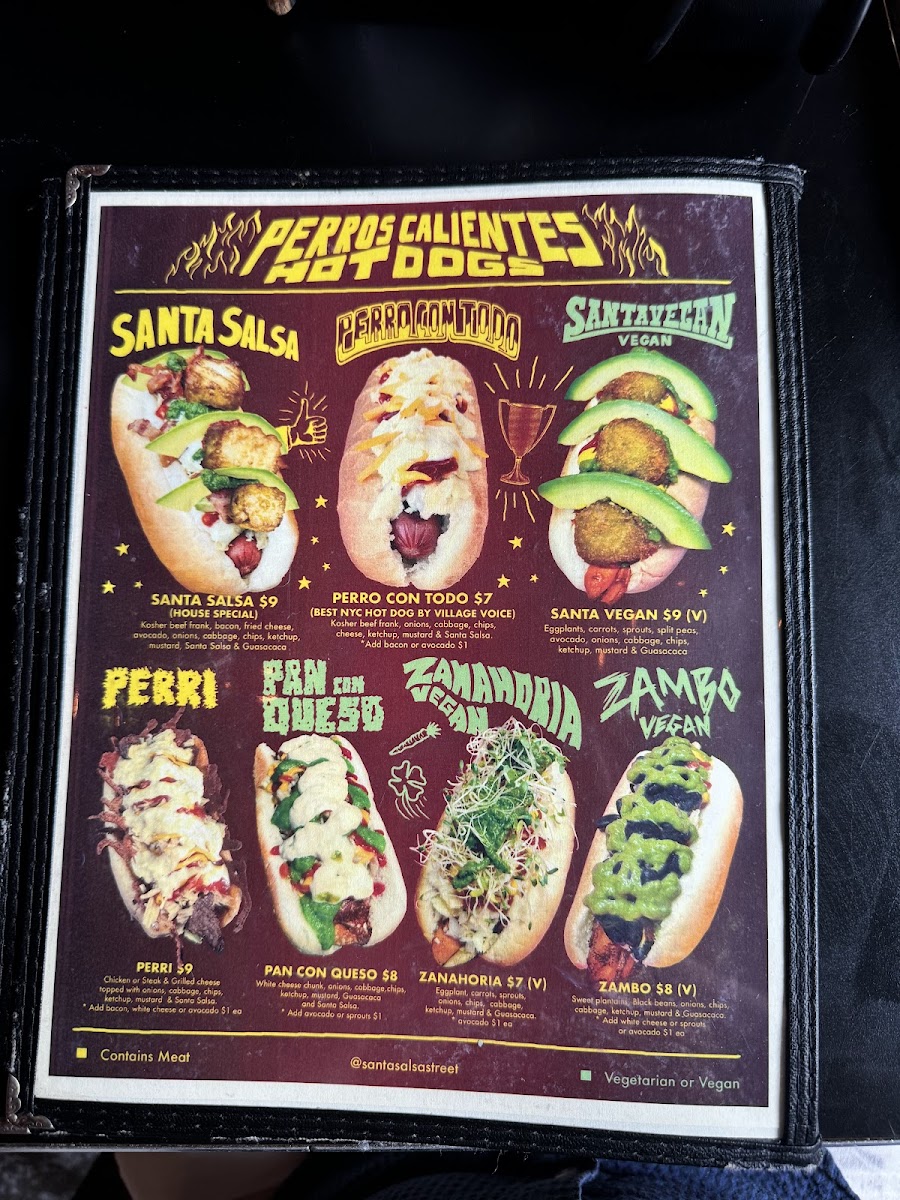 PERROS CALIENTES
HOT DOGS
SANTA SALSA
PERRO CON TODO
SANTA VEGAN
VEGAN
SANTA SALSA $9
(HOUSE SPECIAL)
Kosher beef frank, bacon, fried cheese,
avocado, onions, cabbage, chips, ketchup,
mustard, Santa Salsa & Guasacaca
PERRO CON TODO $7
(BEST NYC HOT DOG BY VILLAGE VOICE)
Kosher beef frank, onions, cabbage, chips,
cheese, ketchup, mustard & Santa Salsa.
*Add bacon or avocado $1
SANTA VEGAN $9 (V)
Eggplants, carrots, sprouts, split peas,
avocado, onions, cabbage, chips,
ketchup, mustard & Guasacaca
PERRI
PAN CON
QUESO
ZANAHORIA
VEGAN
ZAMBO
VEGAN
PERRI $9
Chicken or Steak & Grilled cheese
topped with onions, cabbage, chips,
ketchup, mustard & Santa Salsa.
* Add bacon, white cheese or avocado $1 ea
PAN CON QUESO $8
White cheese chunk, onions, cabbage,chips,
ketchup, mustard, Guasacaca
and Santa Salsa.
* Add avocado or sprouts $1
ZANAHORIA $7 (V)
Eggplant, carrots, sprouts,
onions, chips, cabbage,
ketchup, mustard & Guasacaca.
* avocado $1 ea
ZAMBO $8 (V)
Sweet plantains, Black beans, onions, chips,
cabbage, ketchup, mustard & Guasacaca.
* Add white cheese or sprouts
or avocado $1 ea
Contains Meat
@santasalsastreet
Vegetarian or Vegan